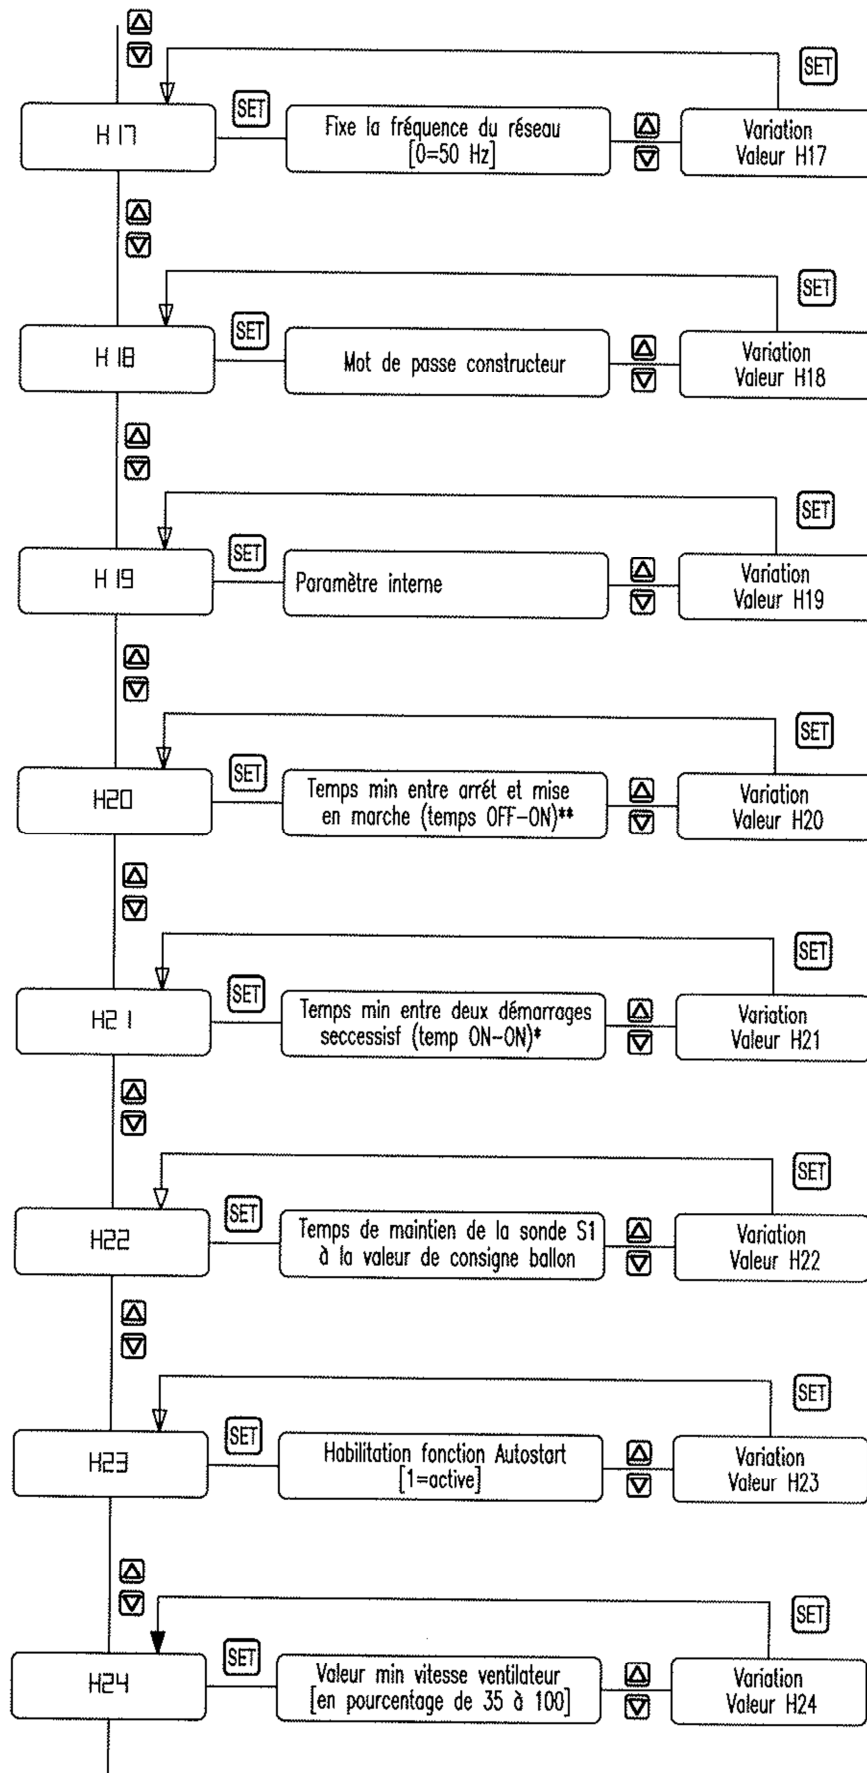 SET
H17
SET
Fixe la fréquence du réseau
[0=50 Hz]
Variation
Valeur H17
SET
H18
SET
Mot de passe constructeur
Variation
Valeur H18
SET
H19
SET
Paramètre interne
Variation
Valeur H19
SET
H20
SET
Temps min entre arrét et mise
en marche (temps OFF-ON)**
Variation
Valeur H20
SET
H21
SET
Temps min entre deux démarrages
seccessisf (temp ON-ON)*
Variation
Valeur H21
SET
H22
SET
Temps de maintien de la sonde S1
à la valeur de consigne ballon
Variation
Valeur H22
SET
H23
SET
Habilitation fonction Autostart
[1=active]
Variation
Valeur H23
SET
H24
SET
Valeur min vitesse ventilateur
[en pourcentage de 35 à 100]
Variation
Valeur H24